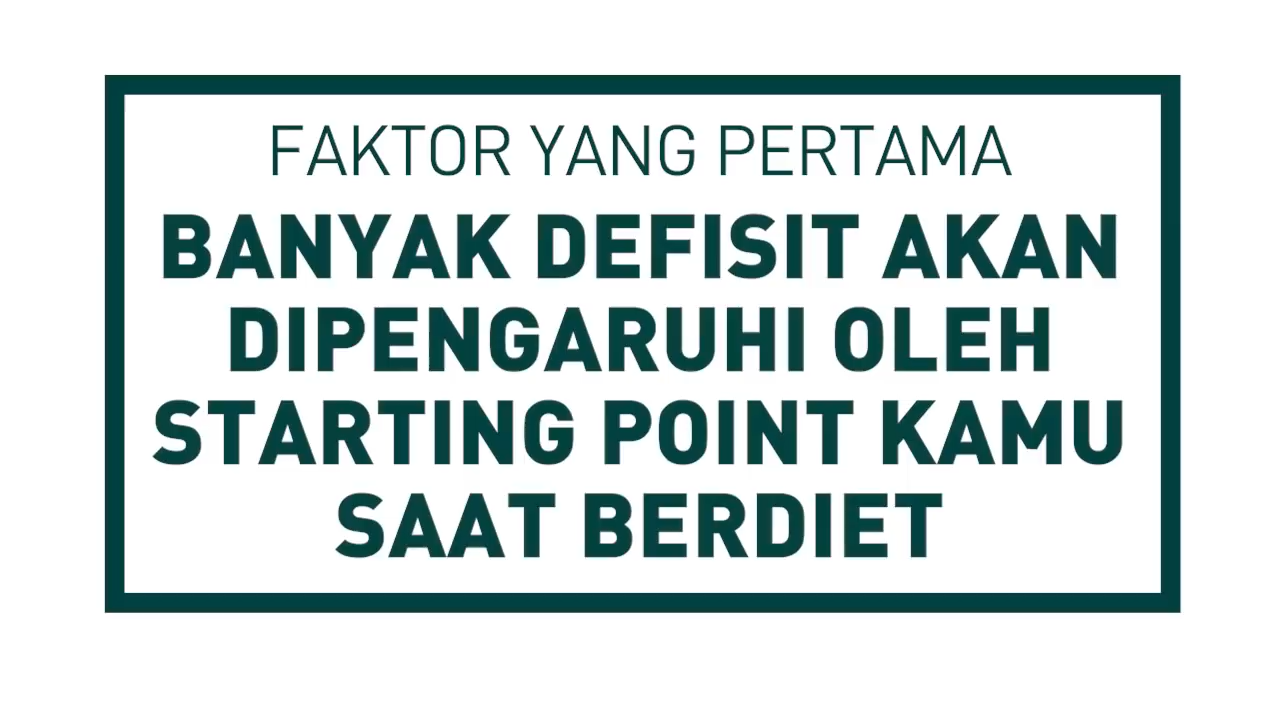 FAKTOR YANG PERTAMA
BANYAK DEFISIT AKAN
DIPENGARUHI OLEH
STARTING POINT KAMU
SAAT BERDIET